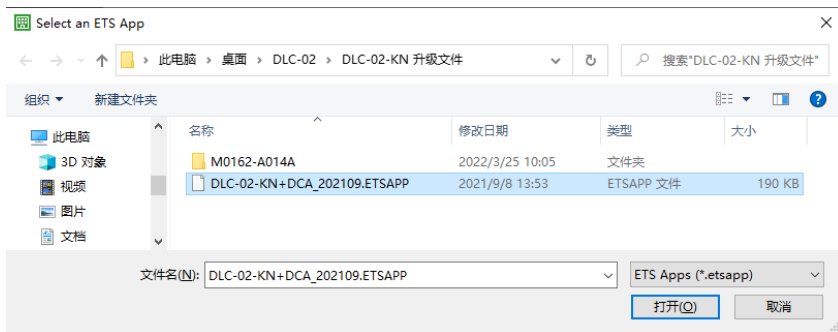 Select an ETS App
此电脑 › 桌面 › DLC-02 › DLC-02-KN 升级文件
搜索"DLC-02-KN 升级文件"
组织 新建文件夹
名称 修改日期 类型 大小
此电脑
3D 对象
视频
图片
文档
M0162-A014A 2022/3/25 10:05 文件夹
DLC-02-KN+DCA_202109.ETSAPP 2021/9/8 13:53 ETSAPP 文件 190 KB
文件名(N): DLC-02-KN+DCA_202109.ETSAPP ETS Apps (*.etsapp)
打开(O) 取消